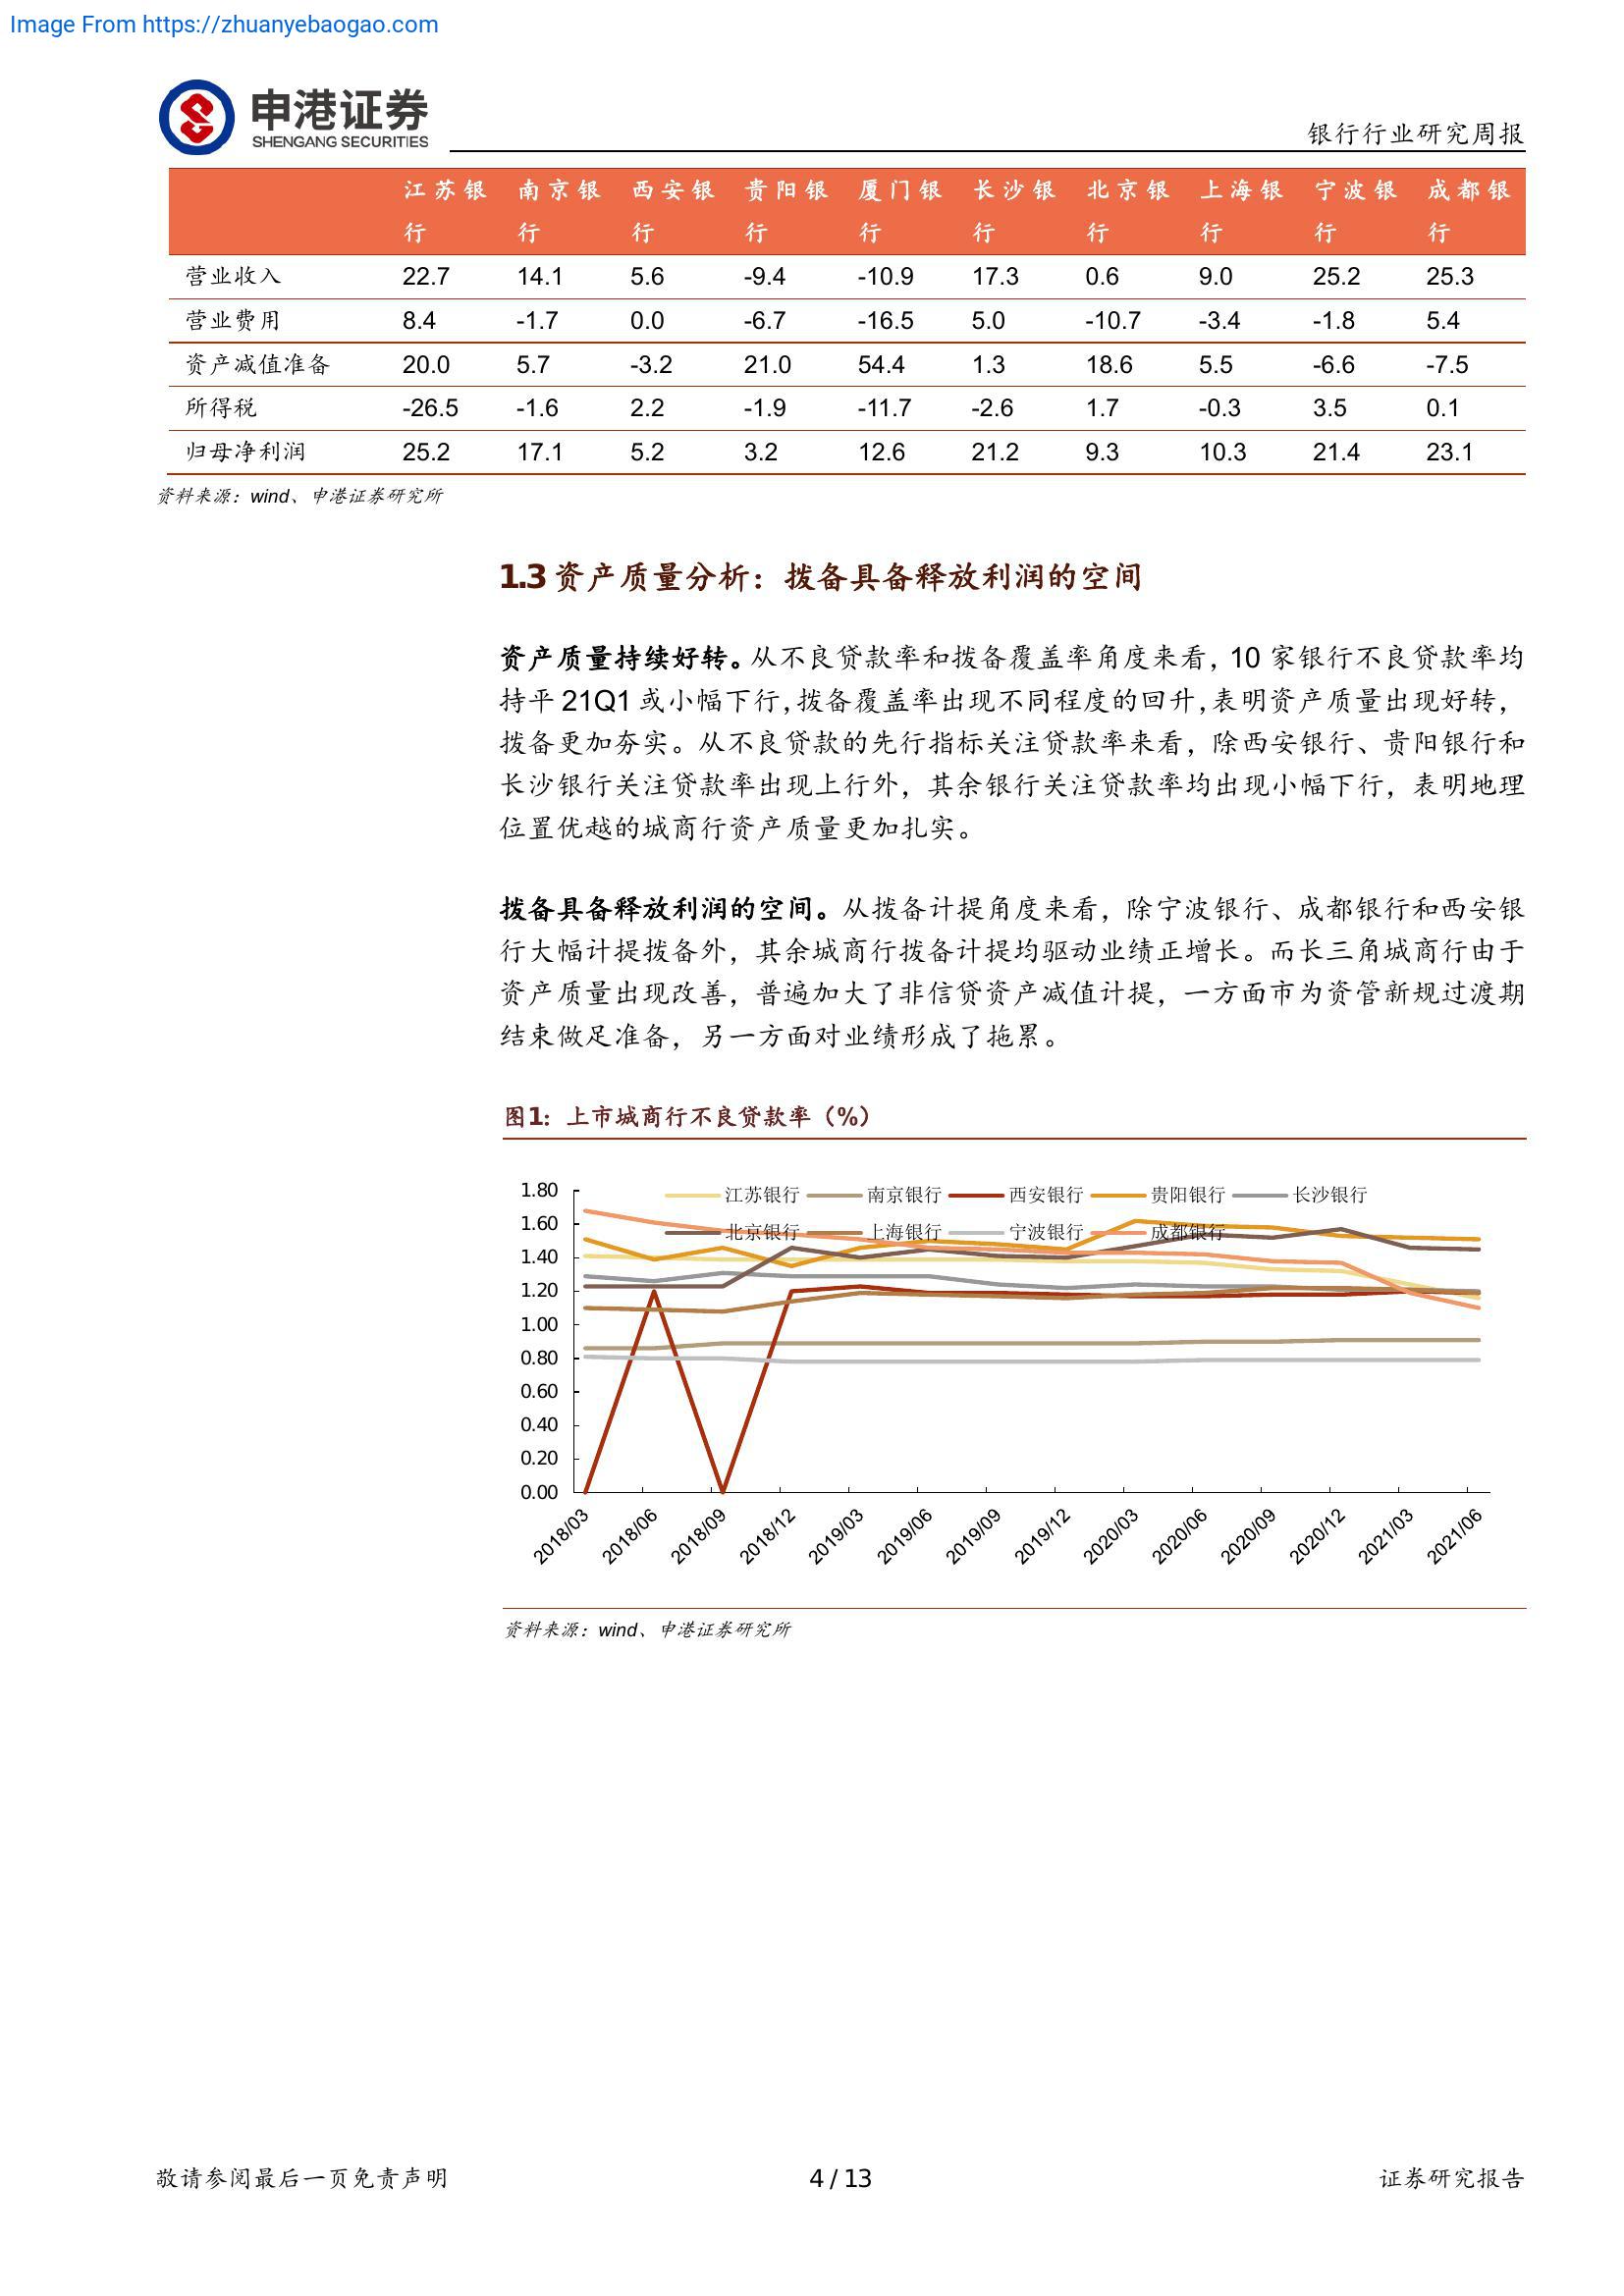 Image From https://zhuanyebaogao.com
申港证券
SHENGANG SECURITIES
银行行业研究周报
江苏银行 南京银行 西安银行 贵阳银行 厦门银行 长沙银行 北京银行 上海银行 宁波银行 成都银行
营业收入 22.7 14.1 5.6 -9.4 -10.9 17.3 0.6 9.0 25.2 25.3
营业费用 8.4 -1.7 0.0 -6.7 -16.5 5.0 -10.7 -3.4 -1.8 5.4
资产减值准备 20.0 5.7 -3.2 21.0 54.4 1.3 18.6 5.5 -6.6 -7.5
所得税 -26.5 -1.6 2.2 -1.9 -11.7 -2.6 1.7 -0.3 3.5 0.1
归母净利润 25.2 17.1 5.2 3.2 12.6 21.2 9.3 10.3 21.4 23.1
资料来源：wind、申港证券研究所
1.3 资产质量分析：拨备具备释放利润的空间
资产质量持续好转。从不良贷款率和拨备覆盖率角度来看，10 家银行不良贷款率均
持平 21Q1 或小幅下行，拨备覆盖率出现不同程度的回升，表明资产质量出现好转，
拨备更加夯实。从不良贷款的先行指标关注贷款率来看，除西安银行、贵阳银行和
长沙银行关注贷款率出现上行外，其余银行关注贷款率均出现小幅下行，表明地理
位置优越的城商行资产质量更加扎实。
拨备具备释放利润的空间。从拨备计提角度来看，除宁波银行、成都银行和西安银
行大幅计提拨备外，其余城商行拨备计提均驱动业绩正增长。而长三角城商行由于
资产质量出现改善，普遍加大了非信贷资产减值计提，一方面市为资管新规过渡期
结束做足准备，另一方面对业绩形成了拖累。
图1：上市城商行不良贷款率（%）
江苏银行 南京银行 西安银行 贵阳银行 长沙银行
北京银行 上海银行 宁波银行 成都银行
1.80
1.60
1.40
1.20
1.00
0.80
0.60
0.40
0.20
0.00
2018/03 2018/06 2018/09 2018/12 2019/03 2019/06 2019/09 2019/12 2020/03 2020/06 2020/09 2020/12 2021/03 2021/06
资料来源：wind、申港证券研究所
敬请参阅最后一页免责声明 4 / 13 证券研究报告